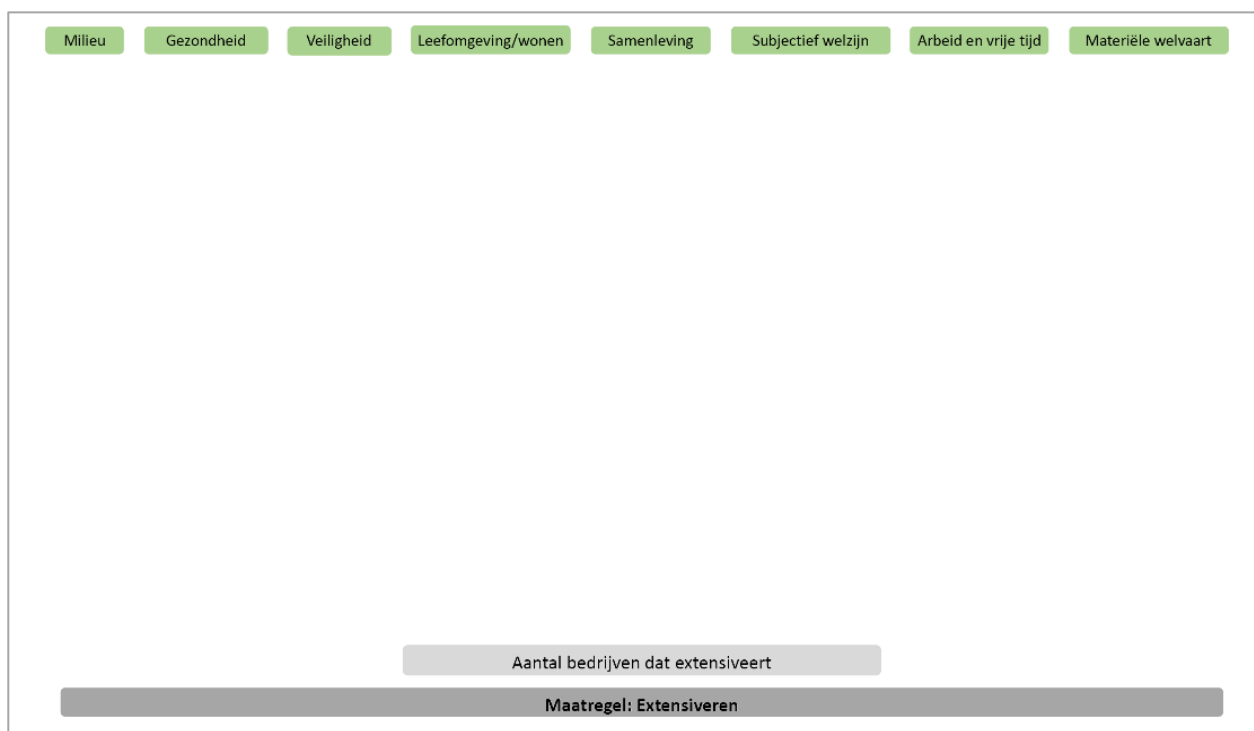 Milieu
Gezondheid
Veiligheid
Leefomgeving/wonen
Samenleving
Subjectief welzijn
Arbeid en vrije tijd
Materiële welvaart
Aantal bedrijven dat extensiveert
Maatregel: Extensiveren